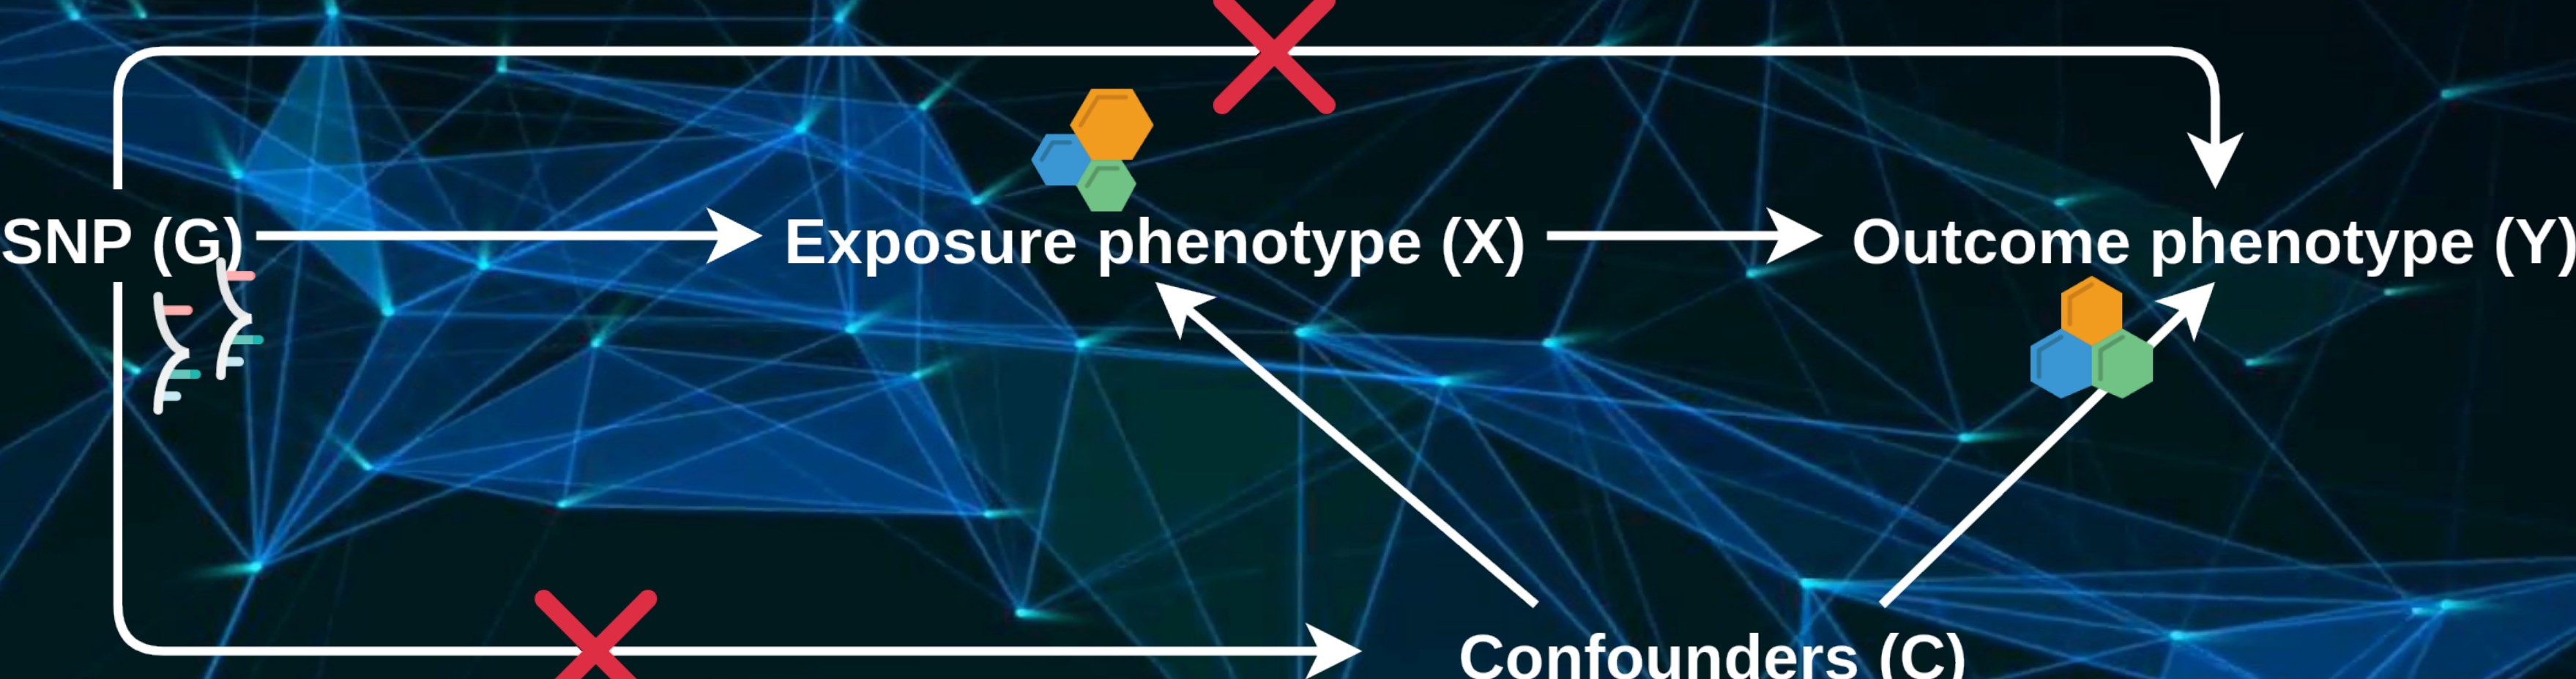 SNP (G)
Exposure phenotype (X)
Outcome phenotype (Y)
Confounders (C)